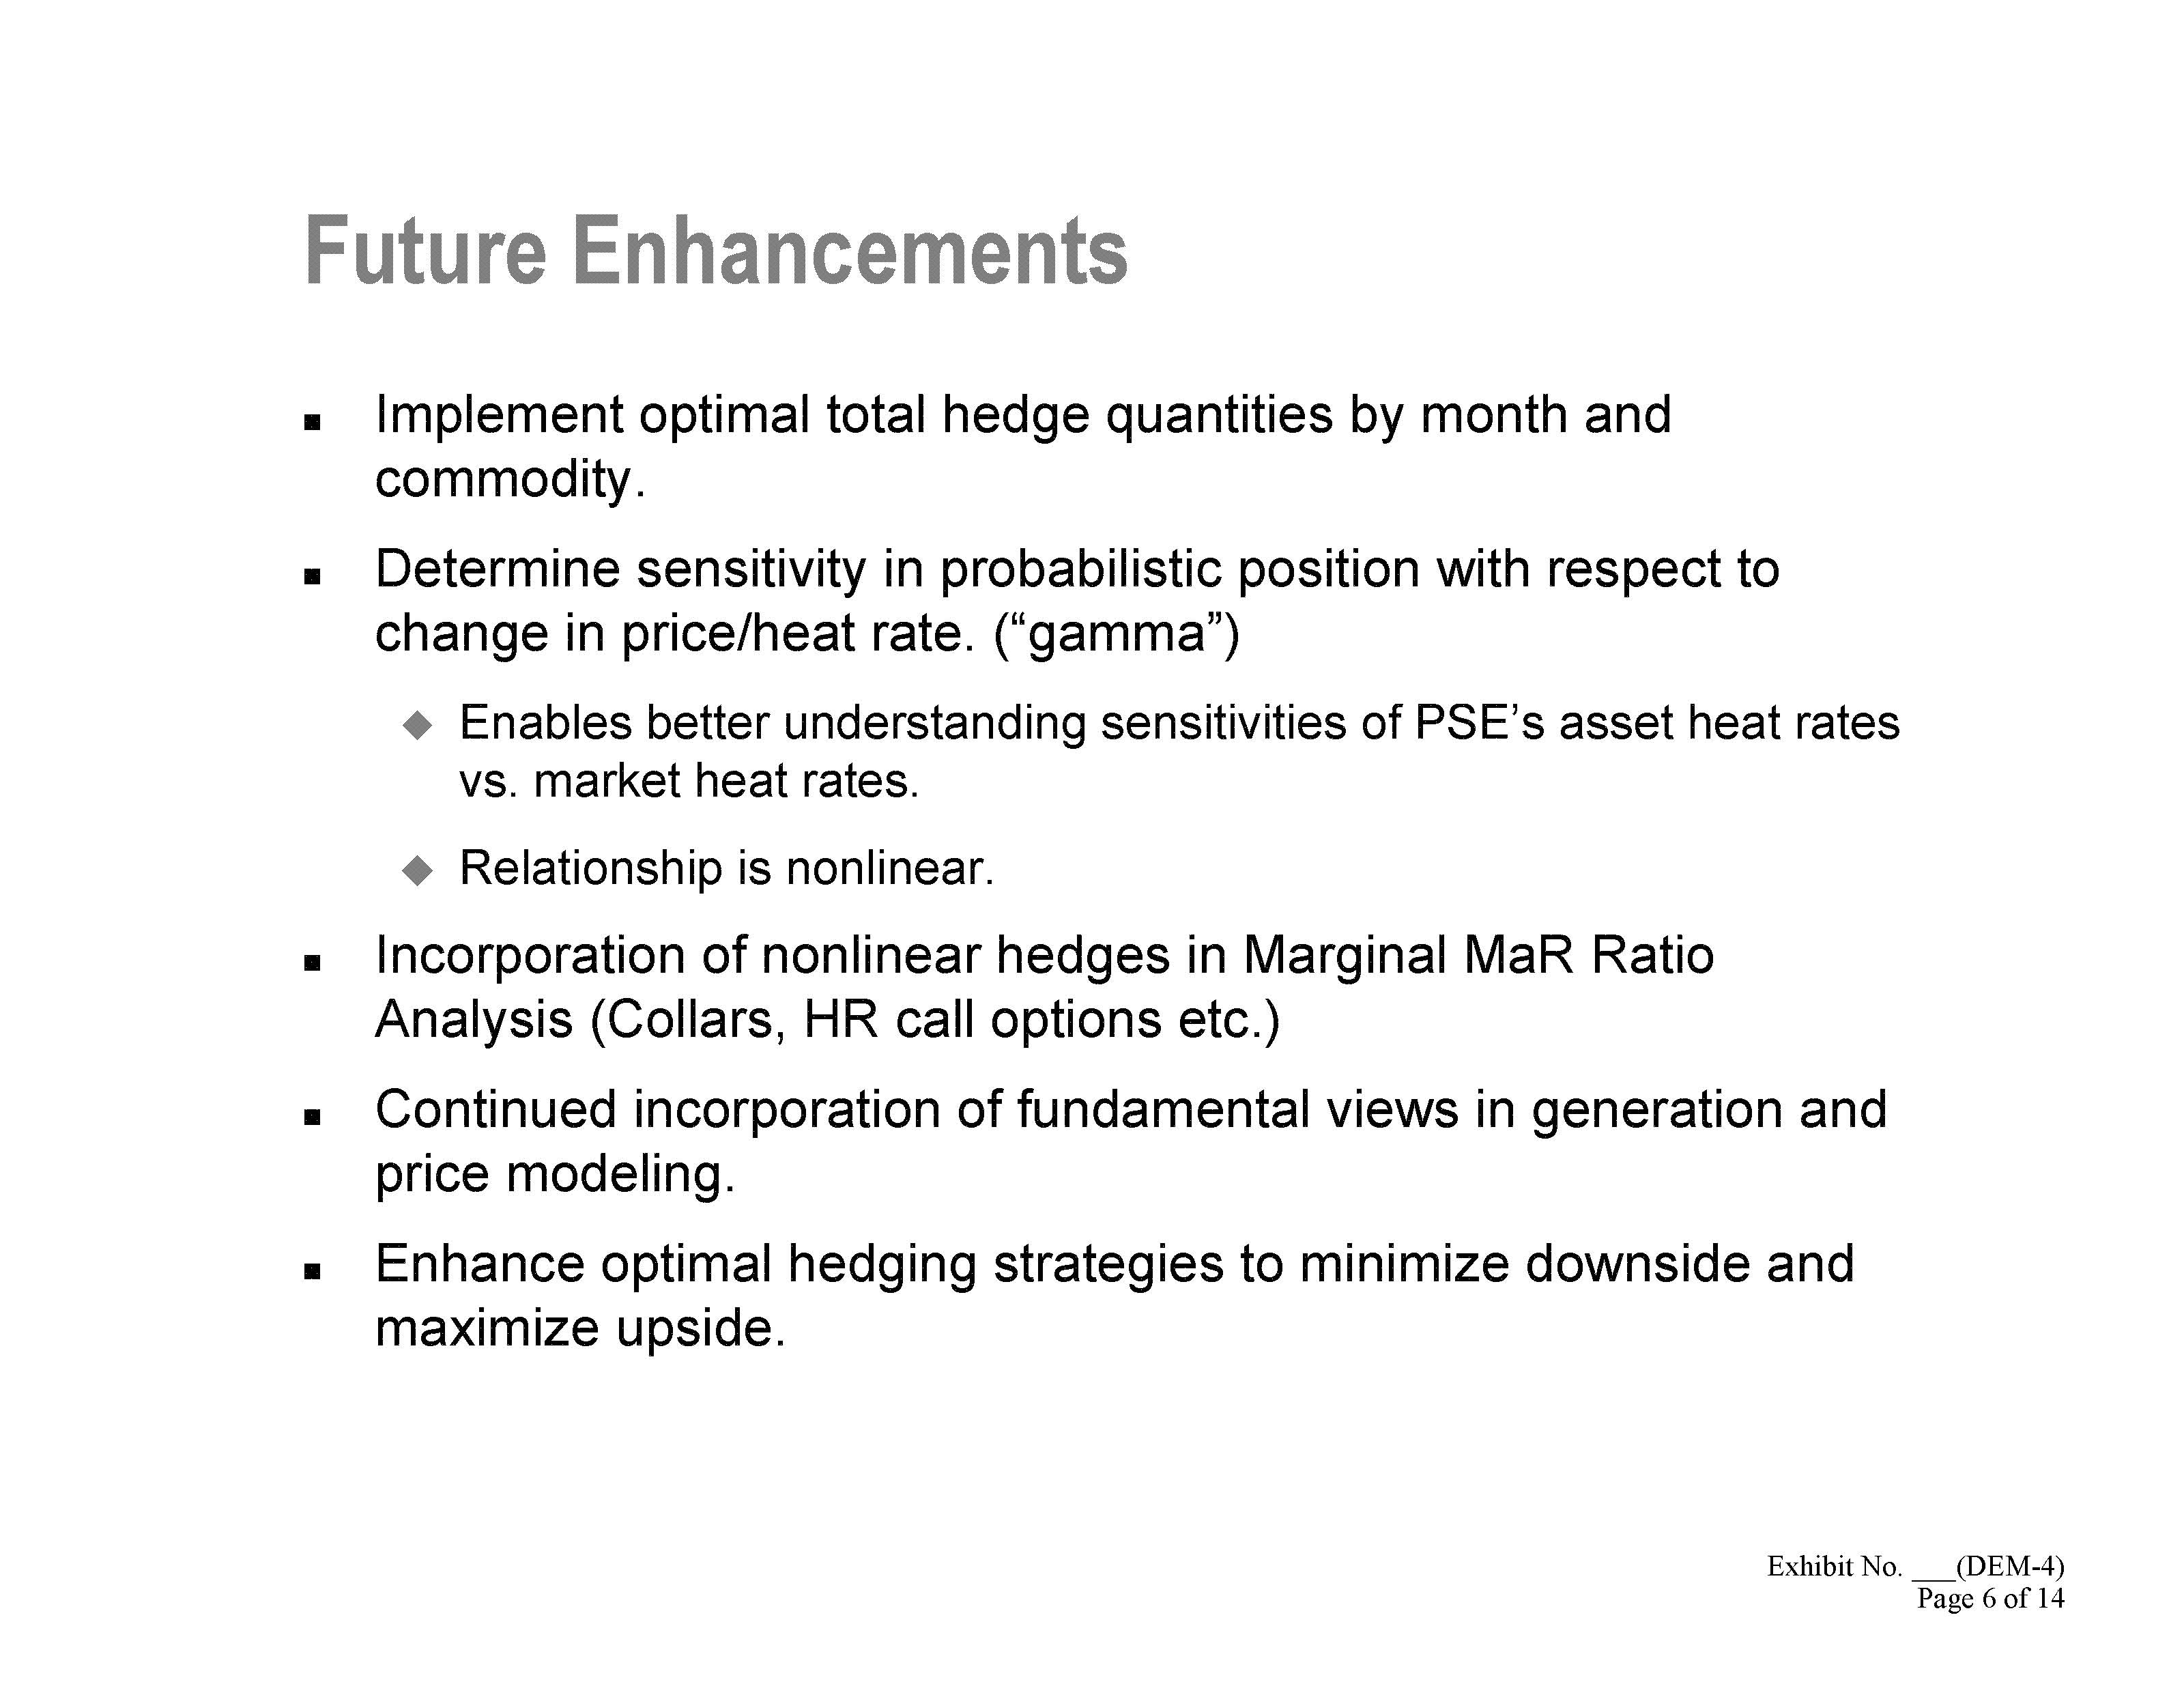 Future Enhancements
Implement optimal total hedge quantities by month and
commodity.
Determine sensitivity in probabilistic position with respect to
change in price/heat rate. (“gamma”)
Enables better understanding sensitivities of PSE’s asset heat rates
vs. market heat rates.
Relationship is nonlinear.
Incorporation of nonlinear hedges in Marginal MaR Ratio
Analysis (Collars, HR call options etc.)
Continued incorporation of fundamental views in generation and
price modeling.
Enhance optimal hedging strategies to minimize downside and
maximize upside.
Exhibit No. ___(DEM-4)
Page 6 of 14